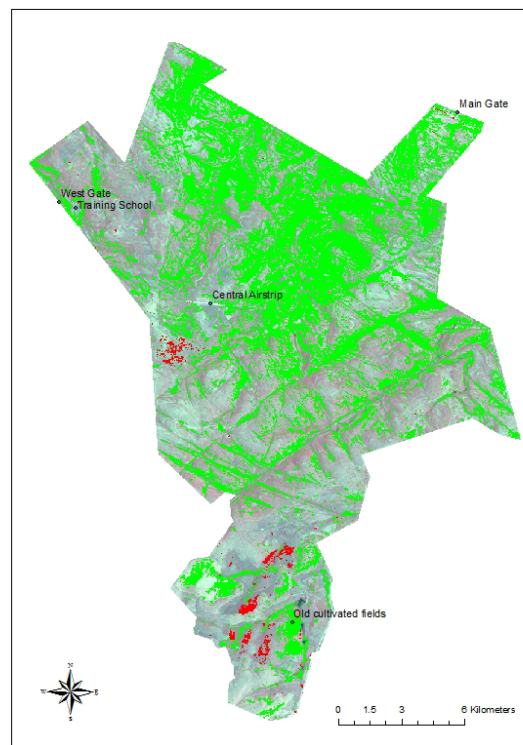 Main Gate
West Gate
Training School
Central Airstrip
Old cultivated fields
N
W E
S
0 1.5 3 6 Kilometers